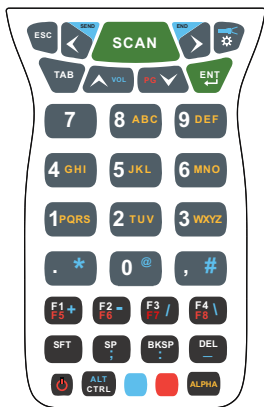 SEND END
ESC SCAN
TAB VOL PG ENT
7 8 ABC 9 DEF
4 GHI 5 JKL 6 MNO
1 PQRS 2 TUV 3 WXYZ
. * 0 @ , #
F1 + F2 - F3 / F4 \
F5 F6 F7 F8
SFT SP BKSP DEL
; : _
ALT
CTRL ALPHA